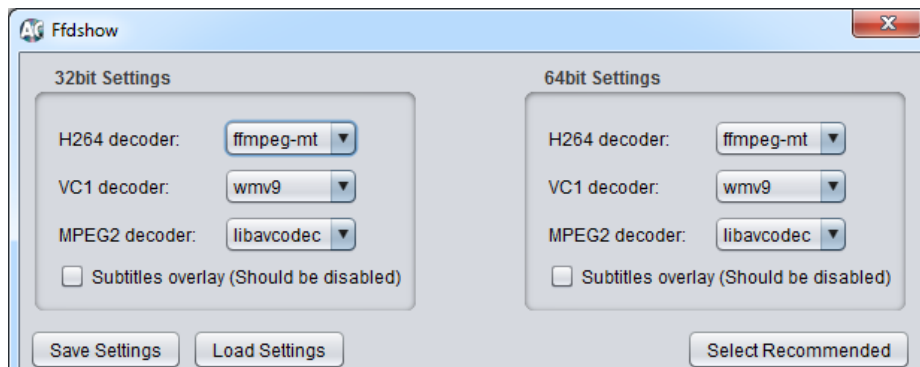 Ffdshow
32bit Settings
H264 decoder: ffmpeg-mt
VC1 decoder: wmv9
MPEG2 decoder: libavcodec
Subtitles overlay (Should be disabled)
64bit Settings
H264 decoder: ffmpeg-mt
VC1 decoder: wmv9
MPEG2 decoder: libavcodec
Subtitles overlay (Should be disabled)
Save Settings
Load Settings
Select Recommended